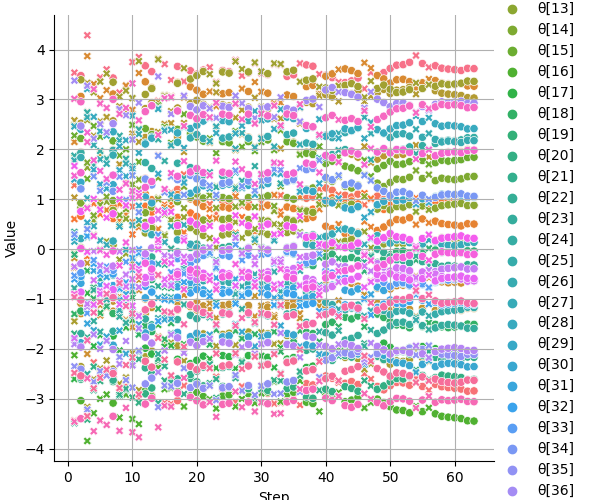 Value
4
3
2
1
0
−1
−2
−3
−4
0
10
20
30
40
50
60
Step
θ[13]
θ[14]
θ[15]
θ[16]
θ[17]
θ[18]
θ[19]
θ[20]
θ[21]
θ[22]
θ[23]
θ[24]
θ[25]
θ[26]
θ[27]
θ[28]
θ[29]
θ[30]
θ[31]
θ[32]
θ[33]
θ[34]
θ[35]
θ[36]